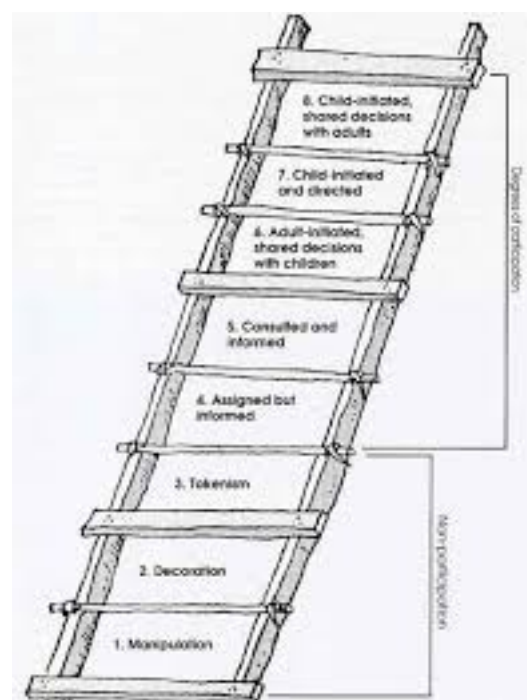 8. Child-initiated,
shared decisions
with adults
7. Child-initiated
and directed
6. Adult-initiated,
shared decisions
with children
5. Consulted and
informed
4. Assigned but
informed
3. Tokenism
2. Decoration
1. Manipulation
Degrees of participation
Non-participation